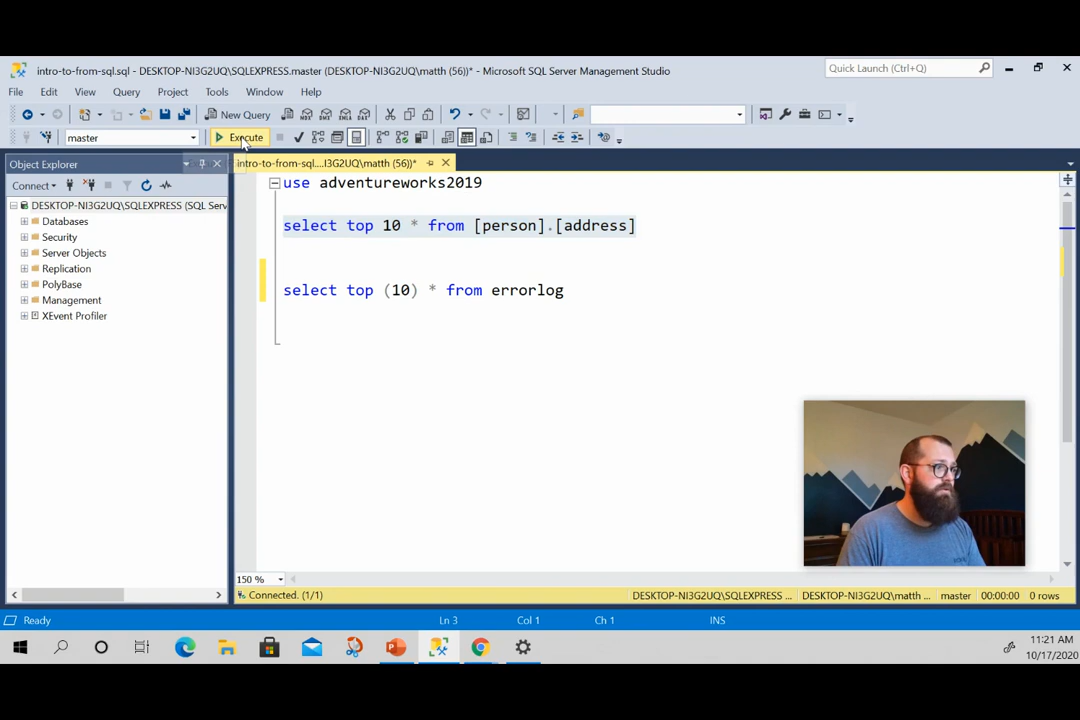 intro-to-from-sql.sql - DESKTOP-NI3G2UQ\SQLEXPRESS.master (DESKTOP-NI3G2UQ\matth (56))* - Microsoft SQL Server Management Studio
Quick Launch (Ctrl+Q)
File Edit View Query Project Tools Window Help
New Query
master
Execute
Object Explorer
intro-to-from-sql....I3G2UQ\matth (56))*
Connect
DESKTOP-NI3G2UQ\SQLEXPRESS (SQL Serv
Databases
Security
Server Objects
Replication
PolyBase
Management
XEvent Profiler
use adventureworks2019
select top 10 * from [person].[address]
select top (10) * from errorlog
150 %
Connected. (1/1)
DESKTOP-NI3G2UQ\SQLEXPRESS ... DESKTOP-NI3G2UQ\matth ... master 00:00:00 0 rows
Ready Ln 3 Col 1 Ch 1 INS
11:21 AM
10/17/2020